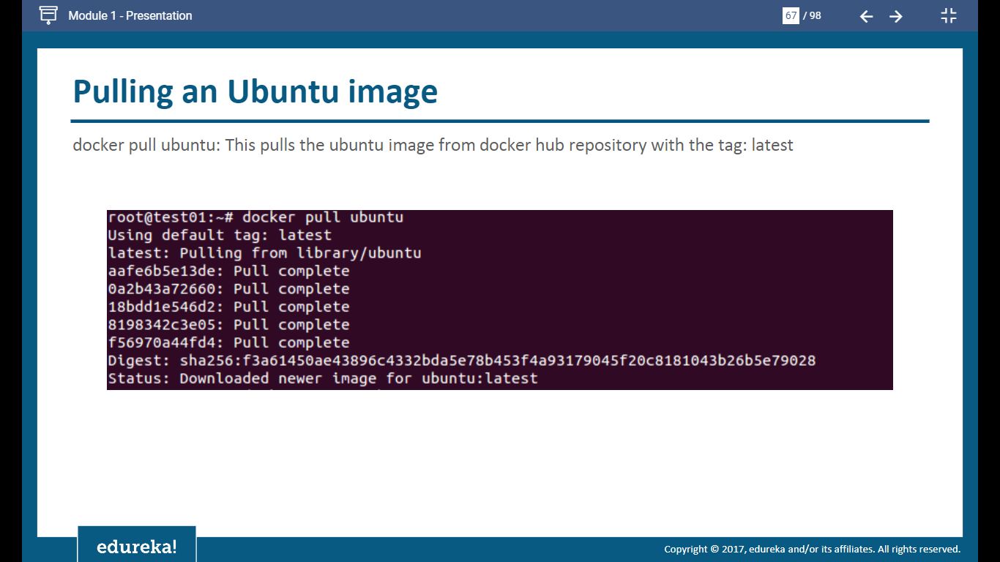 Module 1 - Presentation
67 / 98
Pulling an Ubuntu image
docker pull ubuntu: This pulls the ubuntu image from docker hub repository with the tag: latest
root@test01:~# docker pull ubuntu
Using default tag: latest
latest: Pulling from library/ubuntu
aafe6b5e13de: Pull complete
0a2b43a72660: Pull complete
18bdd1e546d2: Pull complete
8198342c3e05: Pull complete
f56970a44fd4: Pull complete
Digest: sha256:f3a61450ae43896c4332bda5e78b453f4a93179045f20c8181043b26b5e79028
Status: Downloaded newer image for ubuntu:latest
edureka!
Copyright © 2017, edureka and/or its affiliates. All rights reserved.